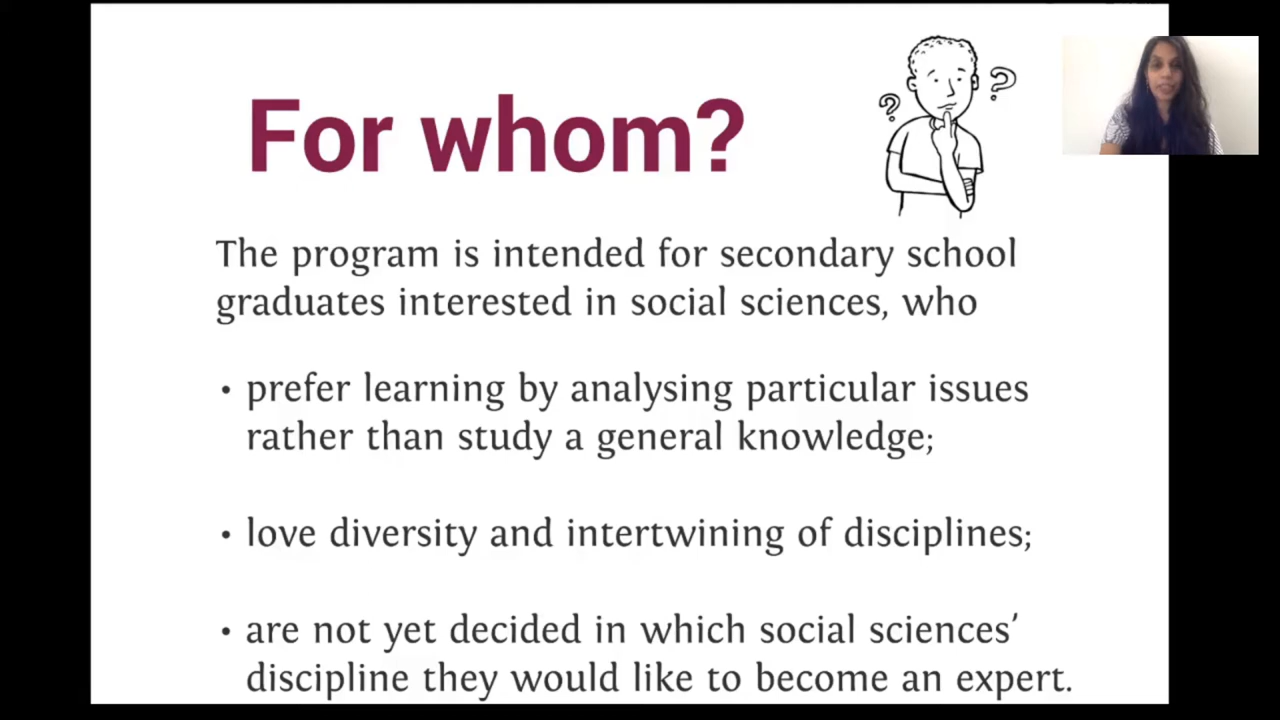 For whom?
? ?
The program is intended for secondary school
graduates interested in social sciences, who
• prefer learning by analysing particular issues
rather than study a general knowledge;
• love diversity and intertwining of disciplines;
• are not yet decided in which social sciences’
discipline they would like to become an expert.